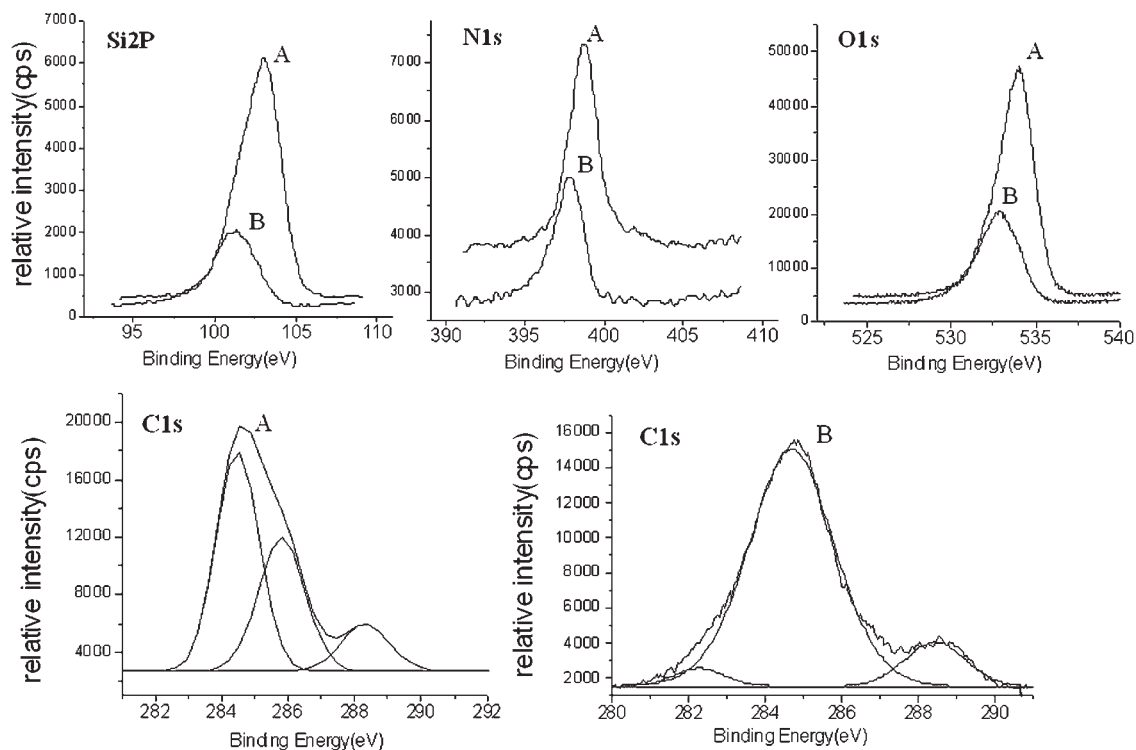 Si2P
A
B
relative intensity(cps)
7000
6000
5000
4000
3000
2000
1000
0
95
100
105
110
Binding Energy(eV)
N1s
A
B
7000
6000
5000
4000
3000
390
395
400
405
410
Binding Energy(eV)
O1s
A
B
50000
40000
30000
20000
10000
0
525
530
535
540
Binding Energy(eV)
C1s
A
relative intensity(cps)
20000
16000
12000
8000
4000
282
284
286
288
290
292
Binding Energy(eV)
C1s
B
relative intensity(cps)
16000
14000
12000
10000
8000
6000
4000
2000
280
282
284
286
288
290
Binding Energy(eV)